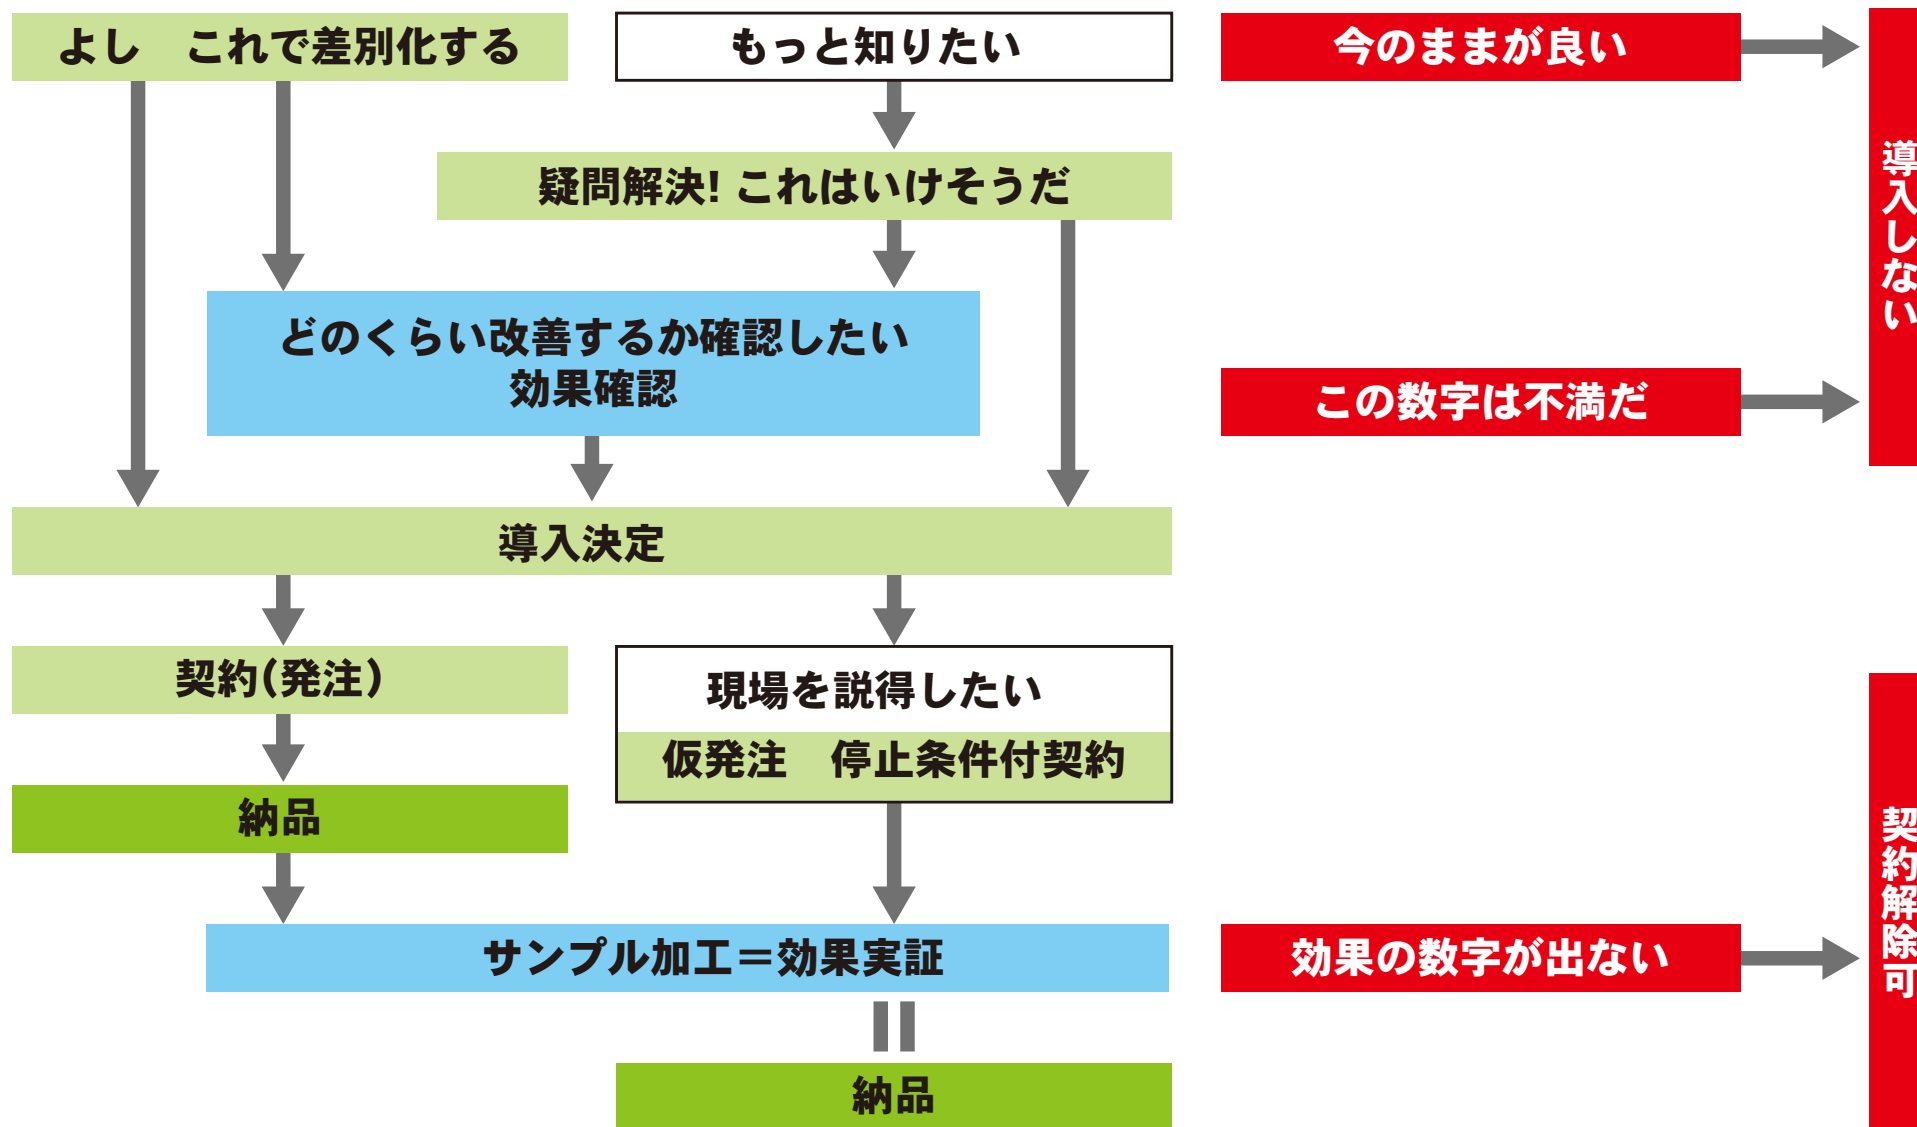 よし　これで差別化する
もっと知りたい
今のままが良い
疑問解決! これはいけそうだ
どのくらい改善するか確認したい
効果確認
この数字は不満だ
導入しない
導入決定
契約(発注)
現場を説得したい
仮発注　停止条件付契約
納品
サンプル加工＝効果実証
効果の数字が出ない
契約解除可
納品